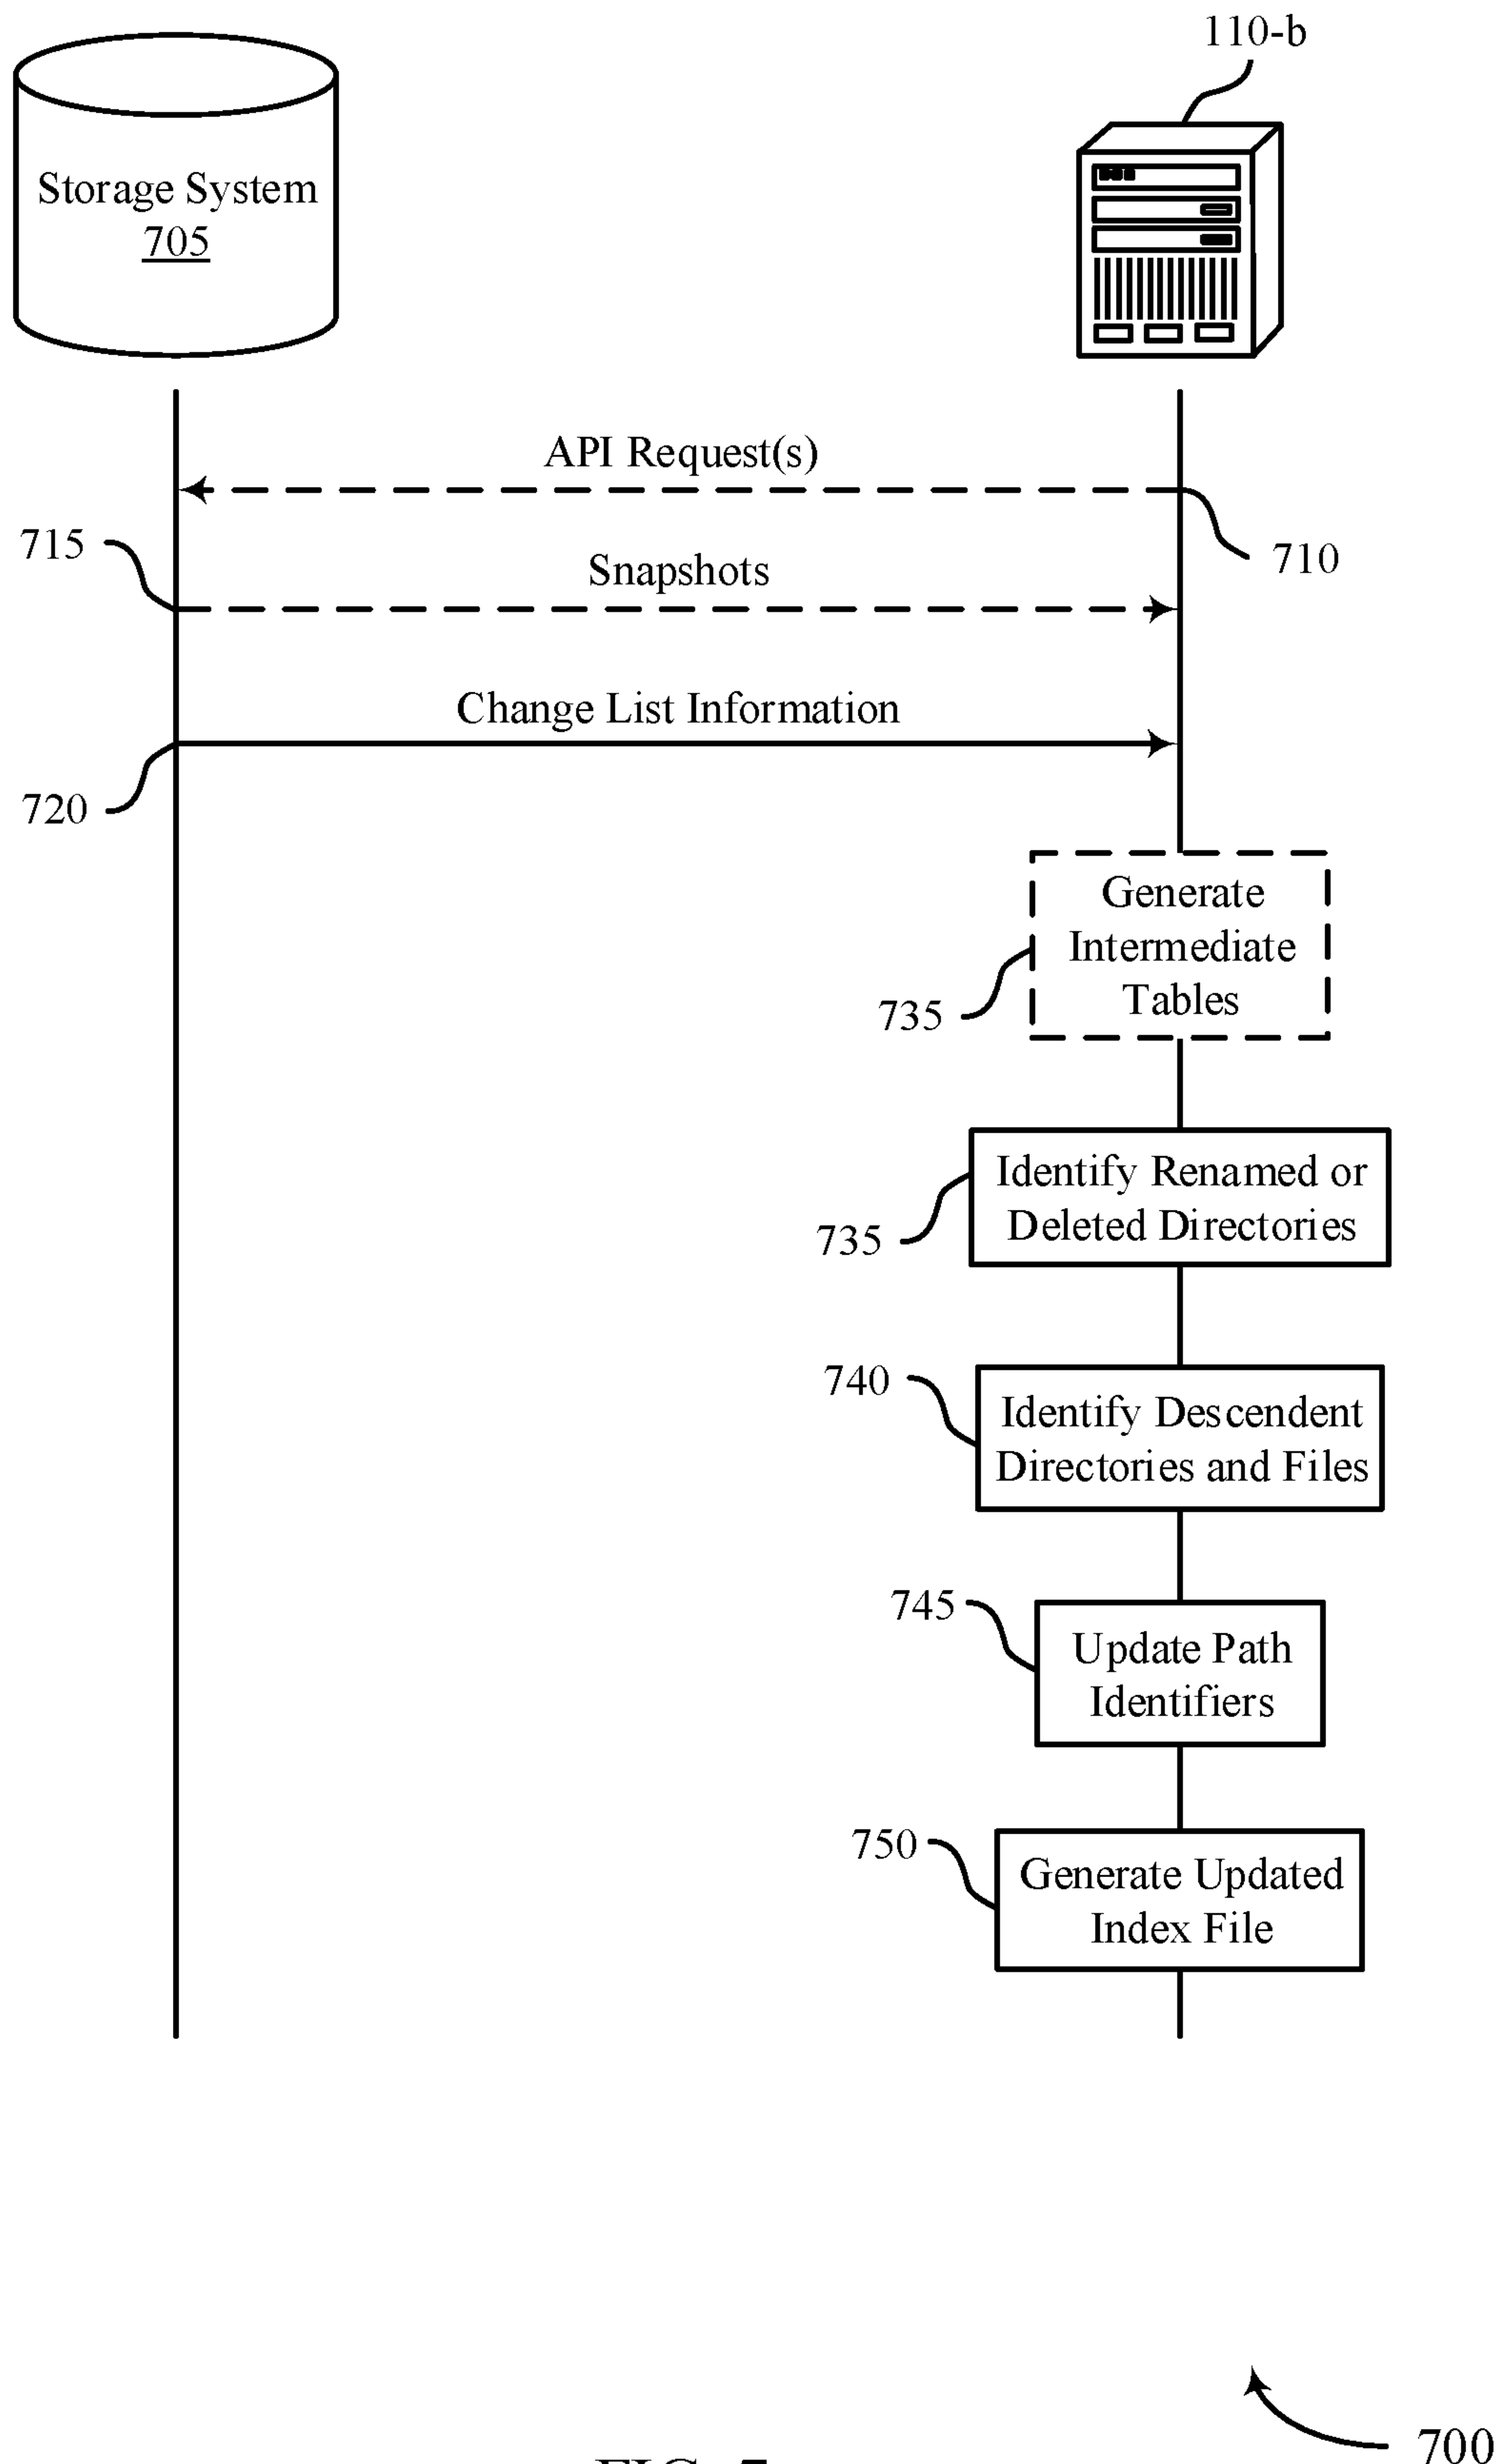 110-b
Storage System
705
API Request(s)
710
715
Snapshots
Change List Information
720
Generate
Intermediate
Tables
735
Identify Renamed or
Deleted Directories
735
740
Identify Descendent
Directories and Files
745
Update Path
Identifiers
750
Generate Updated
Index File
700